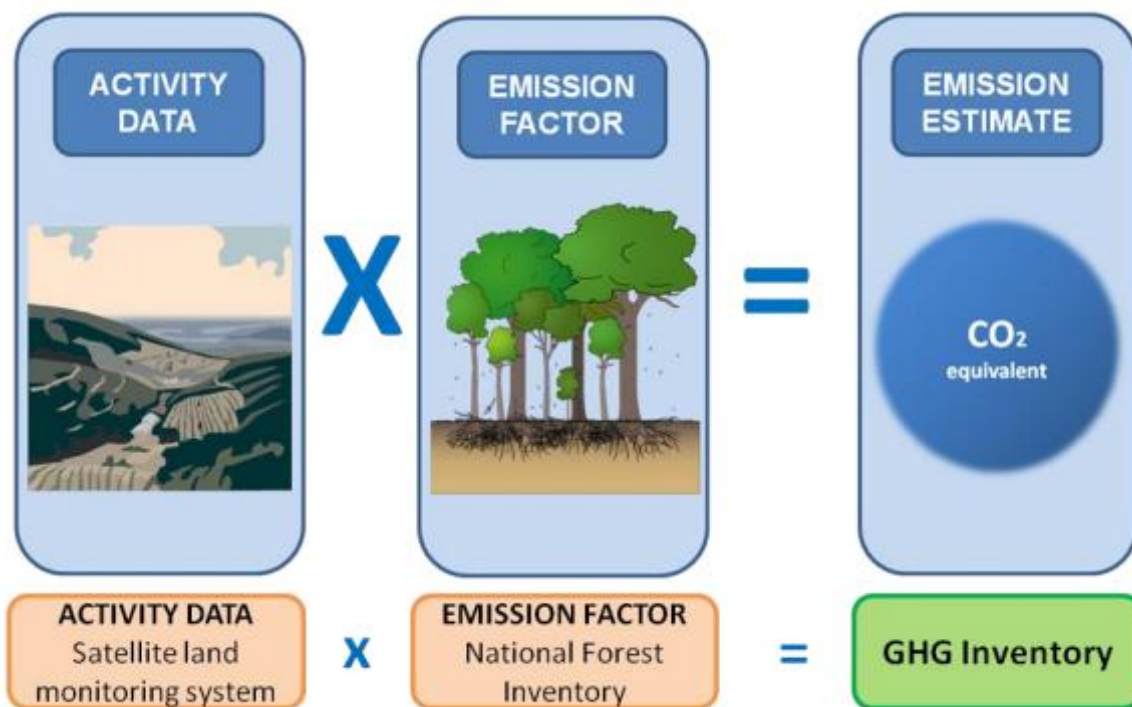 ACTIVITY
DATA
EMISSION
FACTOR
EMISSION
ESTIMATE
X
=
CO₂
equivalent
ACTIVITY DATA
Satellite land
monitoring system
x
EMISSION FACTOR
National Forest
Inventory
=
GHG Inventory